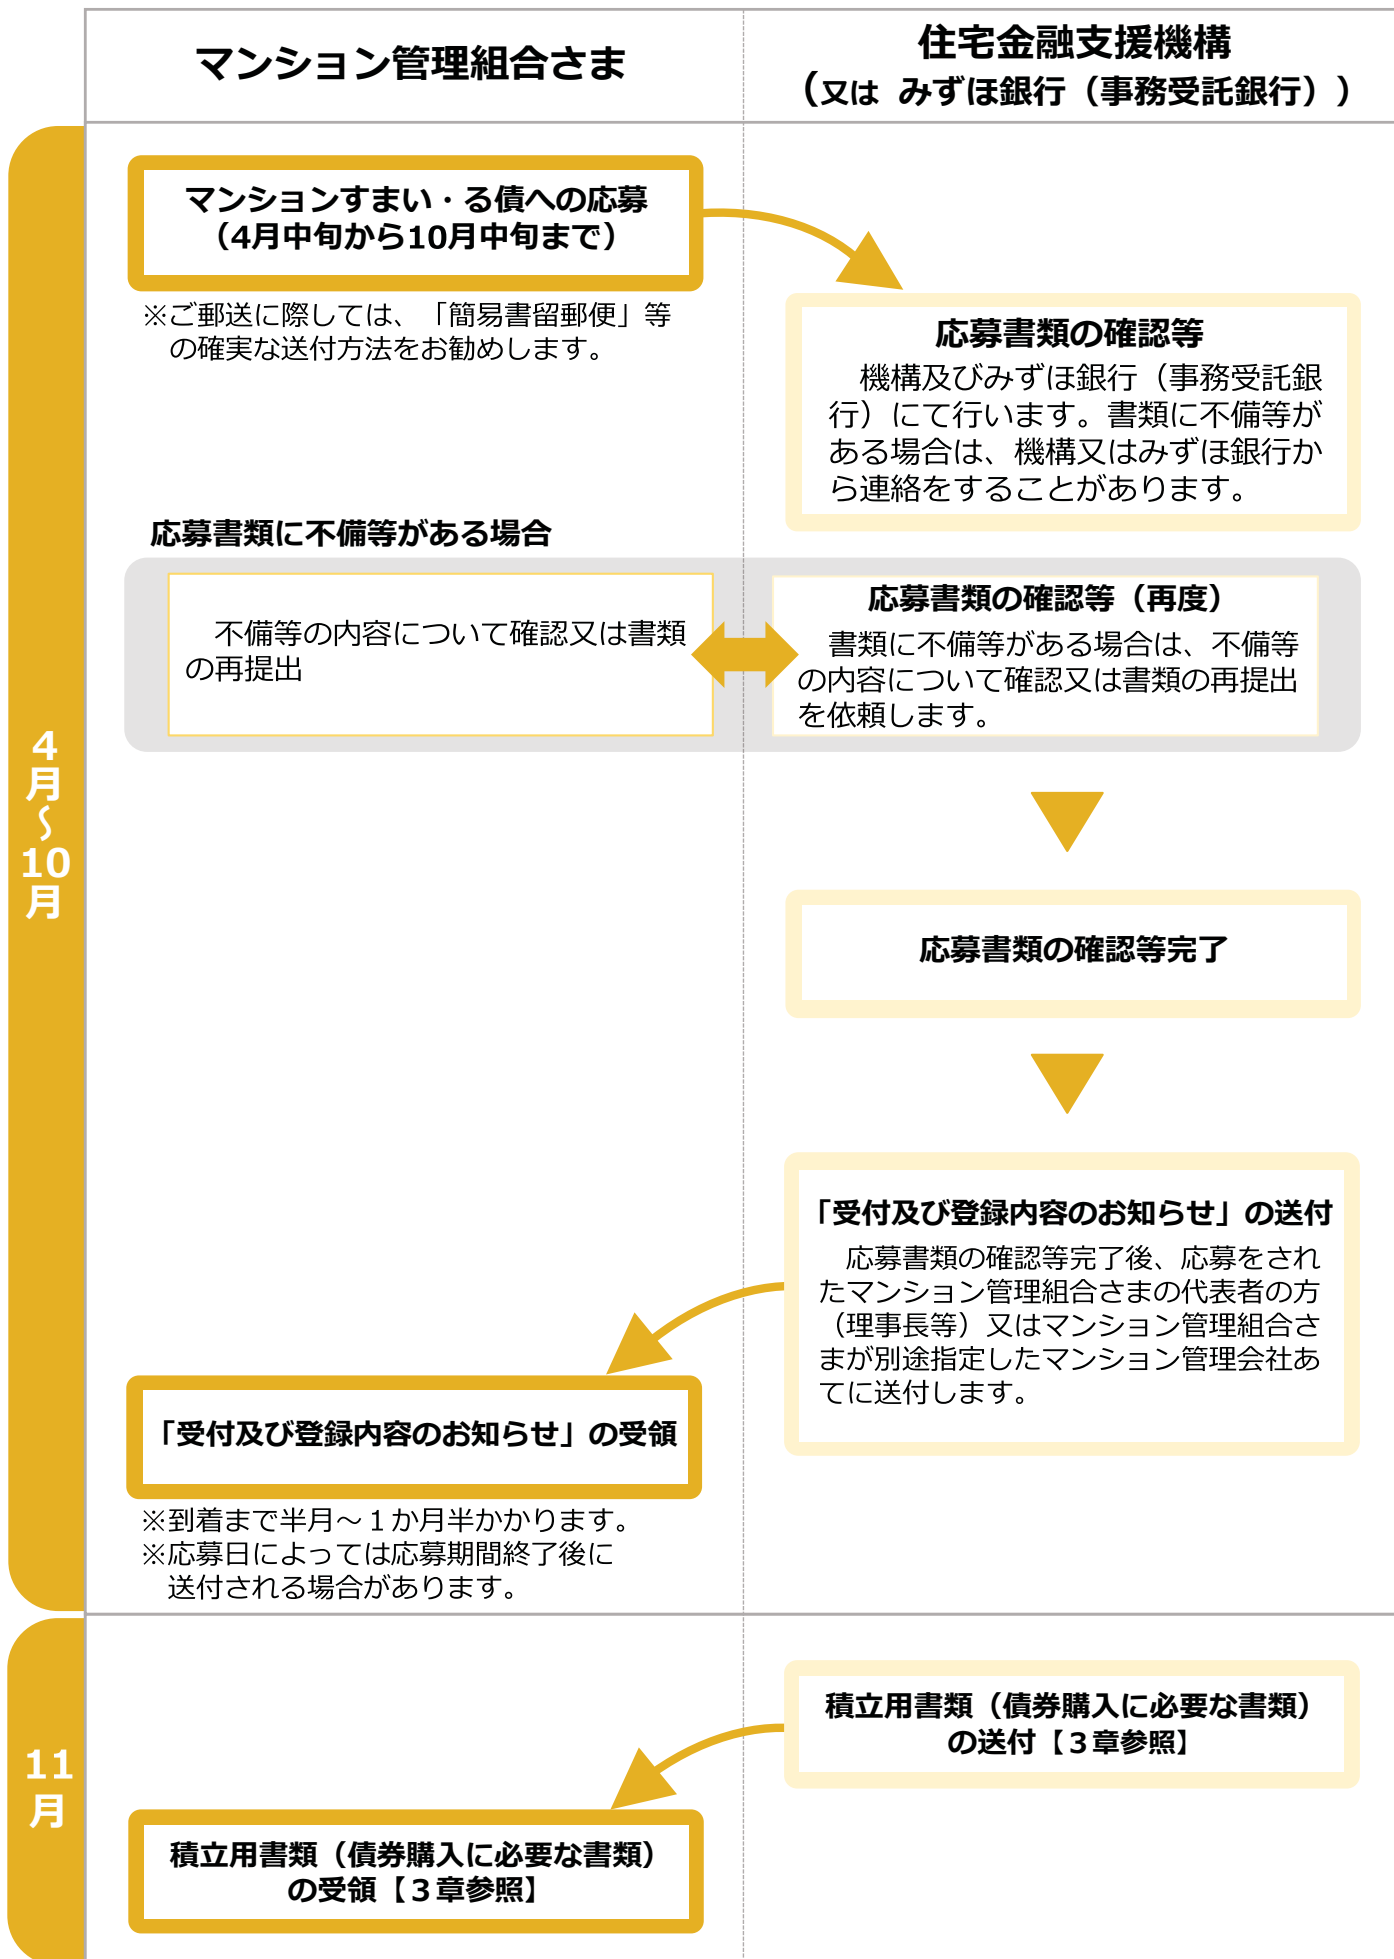 マンション管理組合さま
住宅金融支援機構
（又は みずほ銀行（事務受託銀行））
4月～10月
マンションすまい・る債への応募
（4月中旬から10月中旬まで）
※ご郵送に際しては、「簡易書留郵便」等
の確実な送付方法をお勧めします。
応募書類の確認等
機構及びみずほ銀行（事務受託銀
行）にて行います。書類に不備等が
ある場合は、機構又はみずほ銀行か
ら連絡をすることがあります。
応募書類に不備等がある場合
不備等の内容について確認又は書類
の再提出
応募書類の確認等（再度）
書類に不備等がある場合は、不備等
の内容について確認又は書類の再提出
を依頼します。
応募書類の確認等完了
「受付及び登録内容のお知らせ」の送付
応募書類の確認等完了後、応募をされ
たマンション管理組合さまの代表者の方
（理事長等）又はマンション管理組合さ
まが別途指定したマンション管理会社あ
てに送付します。
「受付及び登録内容のお知らせ」の受領
※到着まで半月～１か月半かかります。
※応募日によっては応募期間終了後に
送付される場合があります。
11月
積立用書類（債券購入に必要な書類）
の送付【３章参照】
積立用書類（債券購入に必要な書類）
の受領【３章参照】